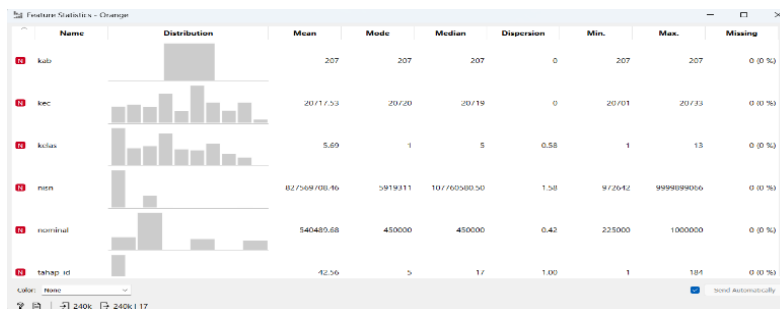 Feature Statistics - Orange
Name Distribution Mean Mode Median Dispersion Min. Max. Missing
N kab 207 207 207 0 207 207 0 (0 %)
N kec 20717.53 20720 20719 0 20701 20733 0 (0 %)
N kelas 5.69 1 5 0.58 1 13 0 (0 %)
N nisn 827569708.46 5919311 107760580.50 1.58 972642 9999899066 0 (0 %)
N nominal 540489.68 450000 450000 0.42 225000 1000000 0 (0 %)
N tahap_id 42.56 5 17 1.00 1 184 0 (0 %)
Color: None Send Automatically
240k 240k | 17